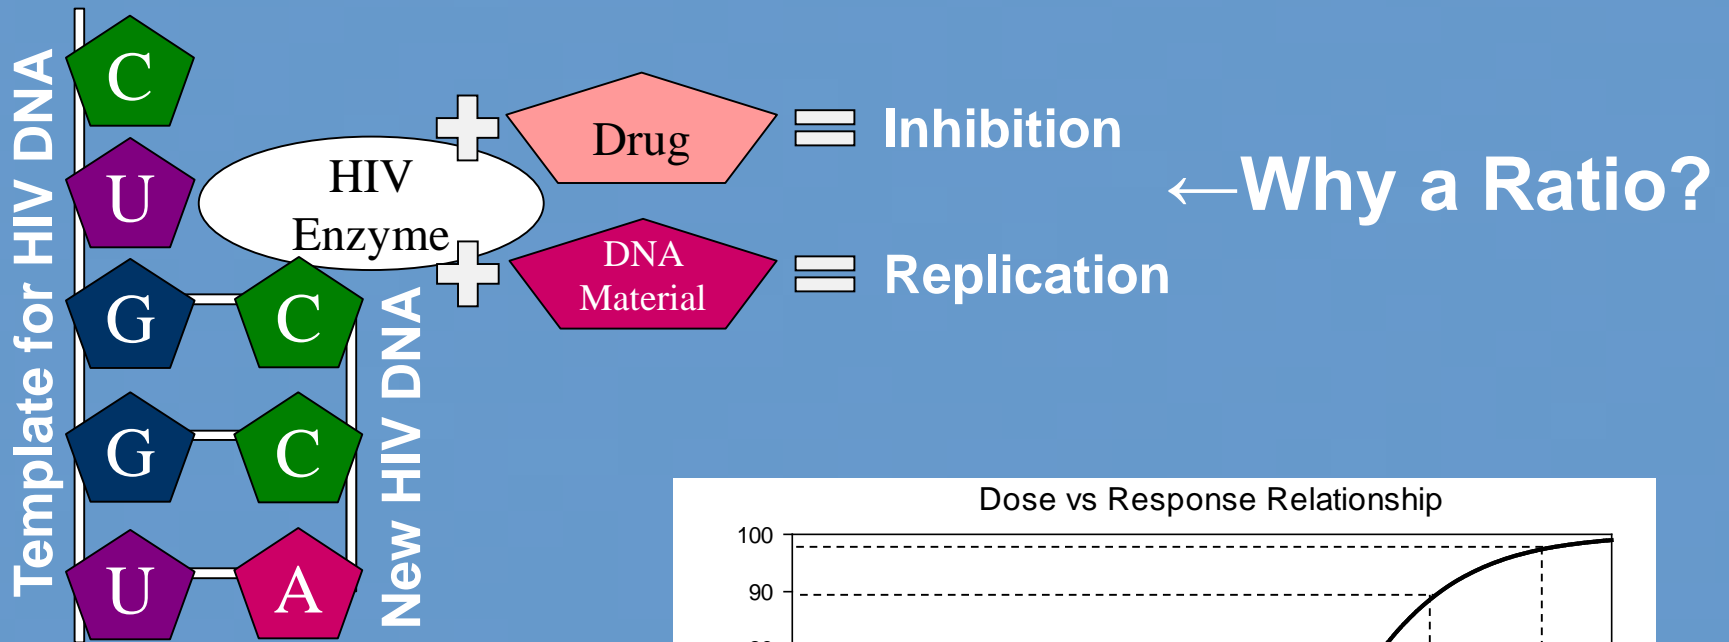 Template for HIV DNA
C
U
G
G
U
C
C
A
New HIV DNA
HIV
Enzyme
+
Drug
=
Inhibition
+
DNA
Material
=
Replication
←Why a Ratio?
Dose vs Response Relationship
100
90